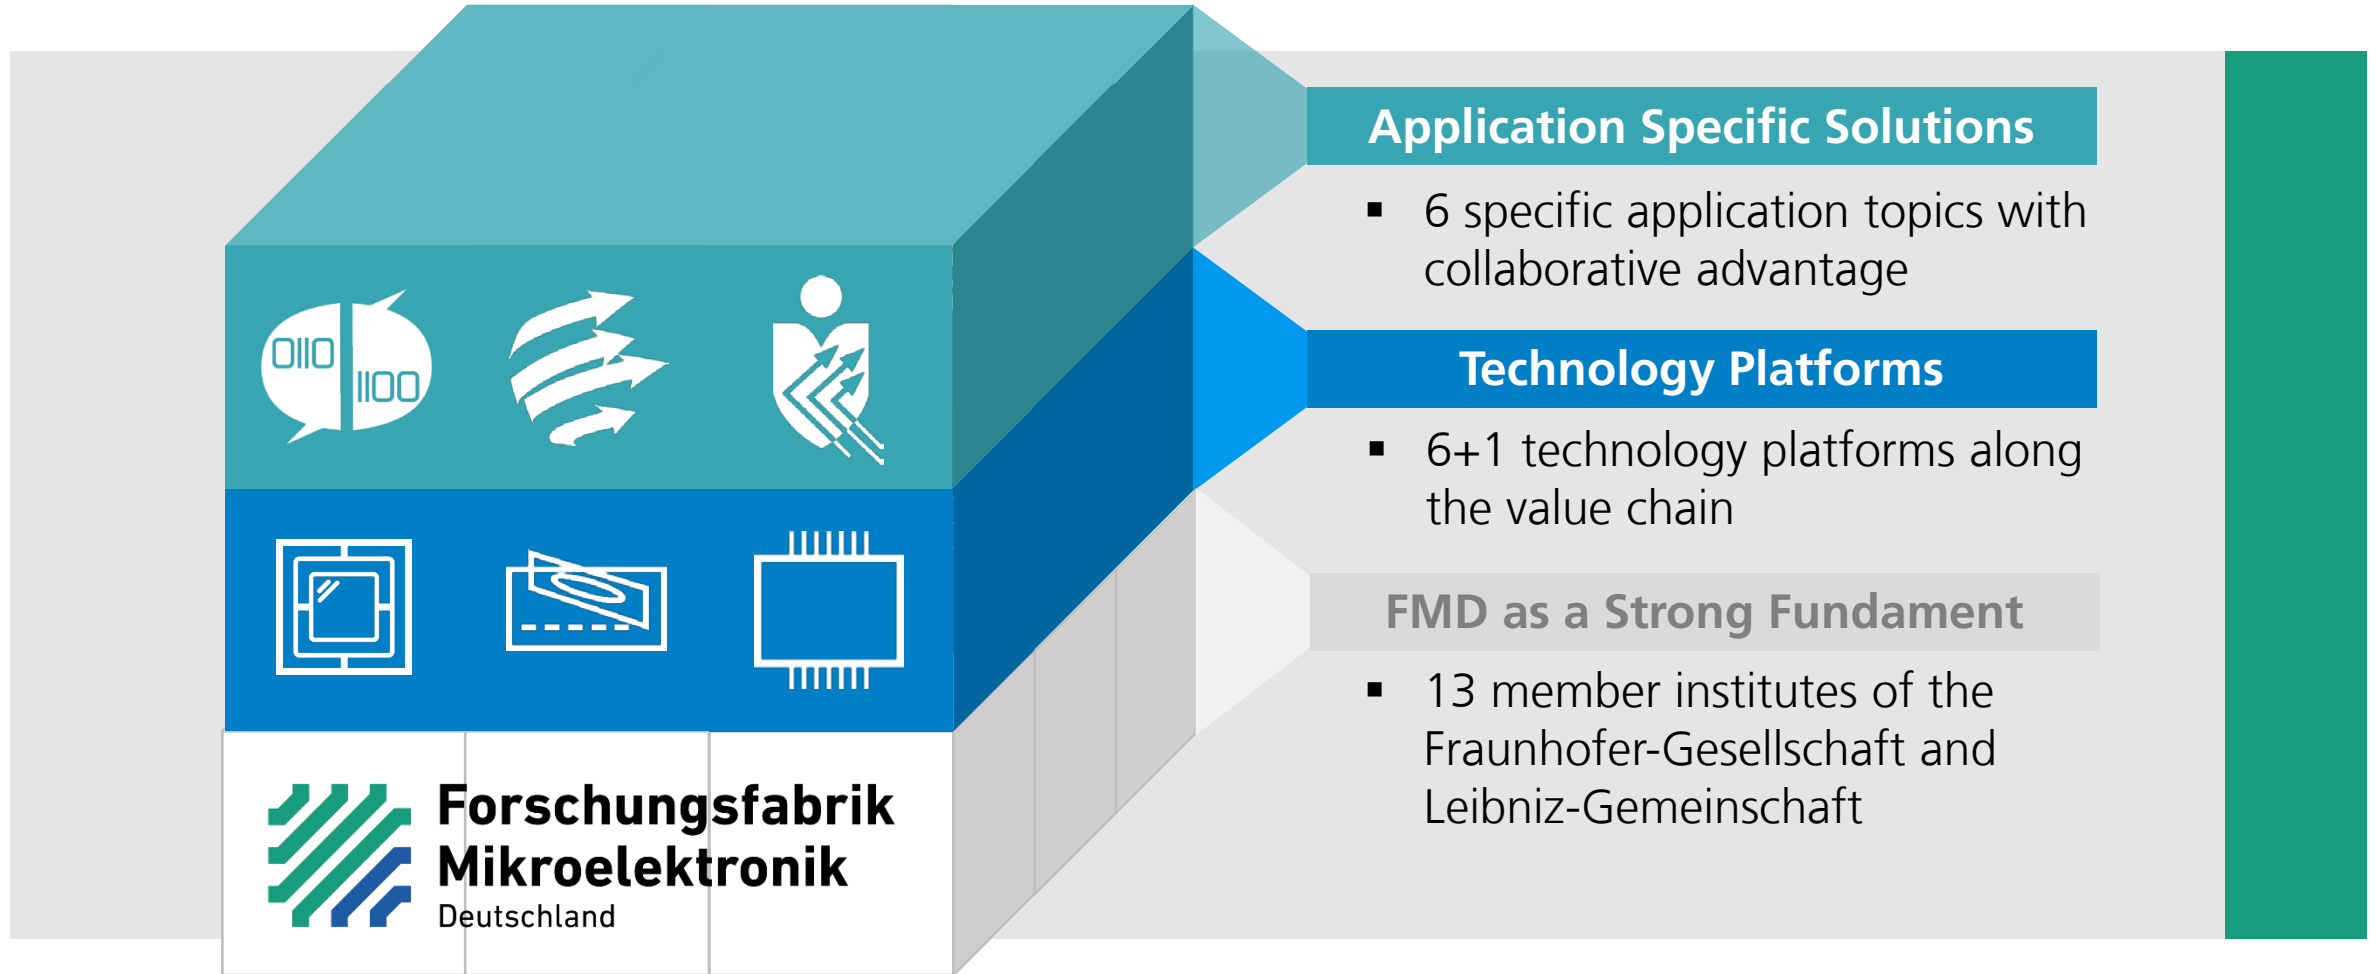 Application Specific Solutions
▪ 6 specific application topics with
collaborative advantage
0110
1100
Technology Platforms
▪ 6+1 technology platforms along
the value chain
FMD as a Strong Fundament
▪ 13 member institutes of the
Fraunhofer-Gesellschaft and
Leibniz-Gemeinschaft
Forschungsfabrik
Mikroelektronik
Deutschland